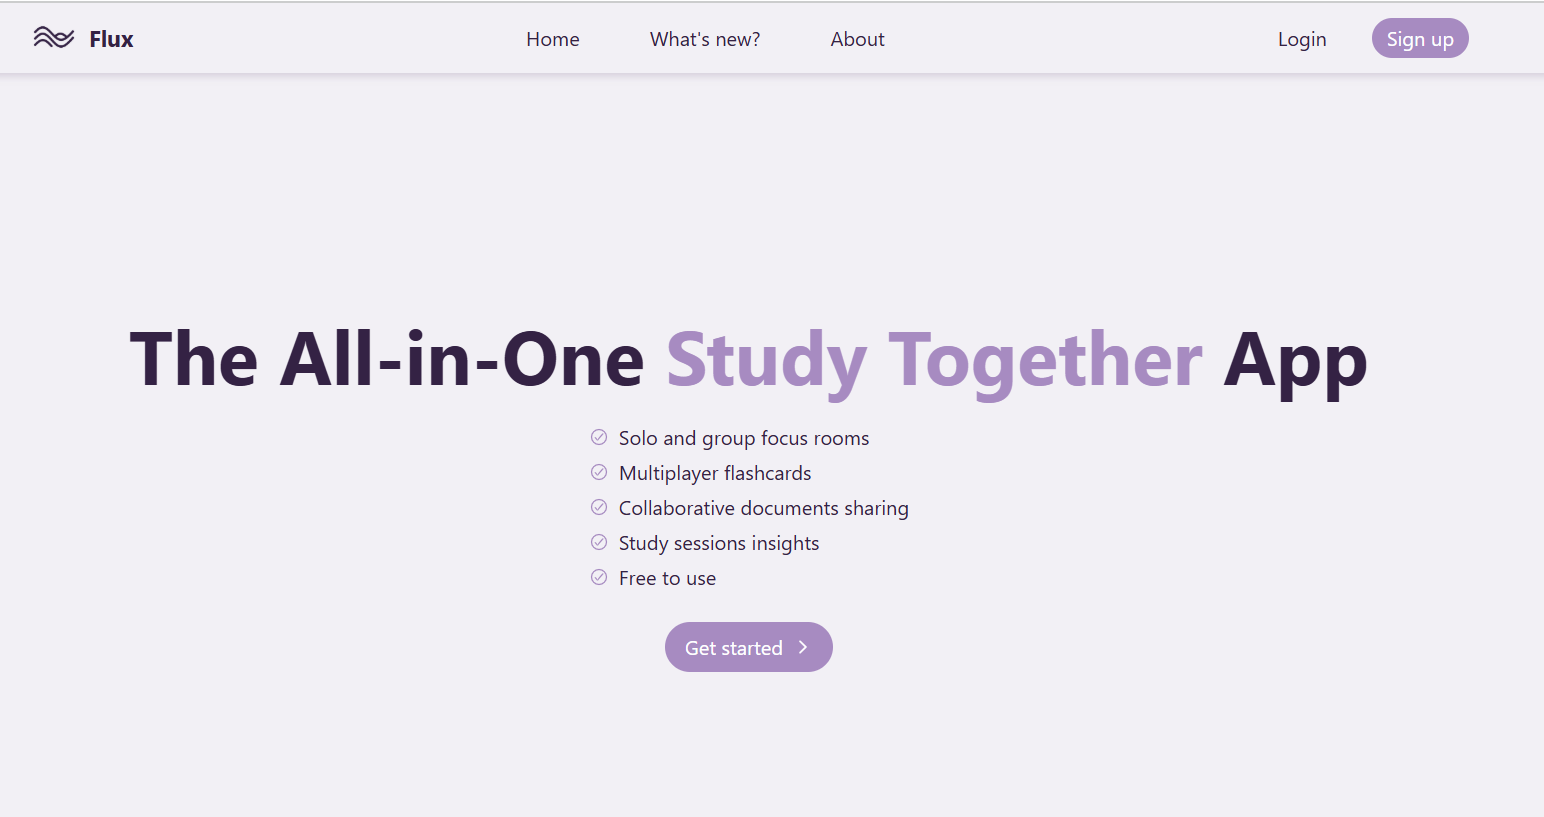 Flux
Home
What's new?
About
Login
Sign up
The All-in-One Study Together App
Solo and group focus rooms
Multiplayer flashcards
Collaborative documents sharing
Study sessions insights
Free to use
Get started